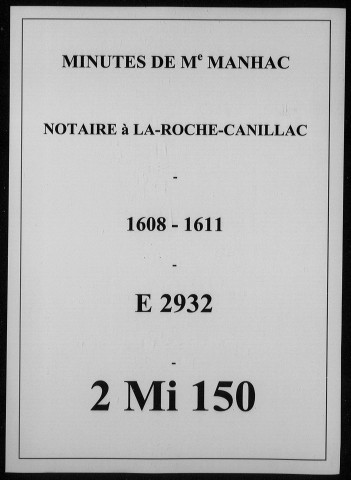 MINUTES DE Me MANHAC
NOTAIRE à LA-ROCHE-CANILLAC
-
1608 - 1611
-
E 2932
-
2 Mi 150